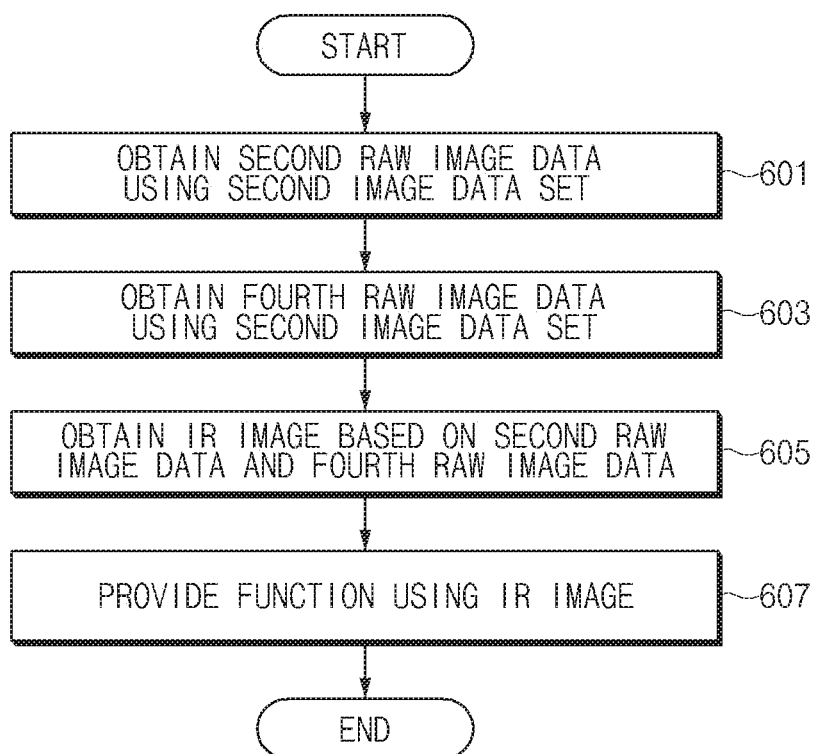 START
OBTAIN SECOND RAW IMAGE DATA
USING SECOND IMAGE DATA SET
601
OBTAIN FOURTH RAW IMAGE DATA
USING SECOND IMAGE DATA SET
603
OBTAIN IR IMAGE BASED ON SECOND RAW
IMAGE DATA AND FOURTH RAW IMAGE DATA
605
PROVIDE FUNCTION USING IR IMAGE
607
END